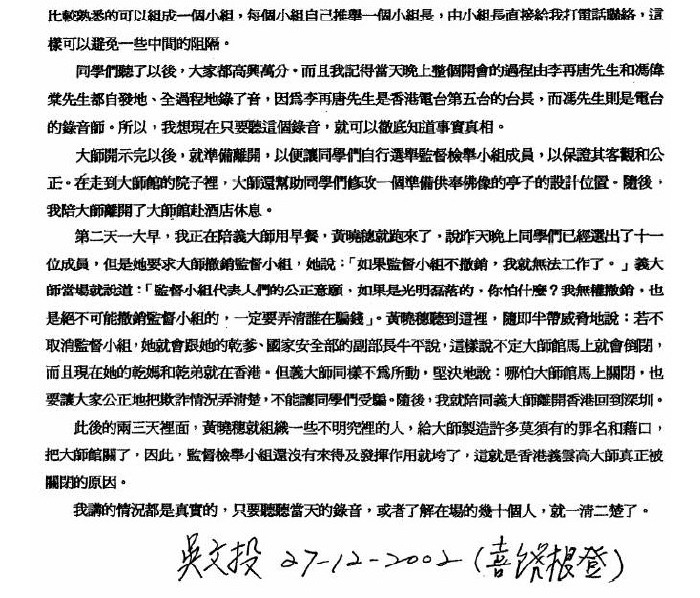 比較熟悉的可以組成一個小組，每個小組自己推舉一個小組長，由小組長直接給我打電話聯絡，這
樣可以避免一些中間的阻隔。
同學們聽了以後，大家都高興萬分。而且我記得當天晚上整個開會的過程由李再唐先生和馮偉
棠先生都自發地、全過程地錄了音，因爲李再唐先生是香港電台第五台的台長，而馮先生則是電台
的錄音師。所以，我想現在只要聽這個錄音，就可以徹底知道事實真相。
大師開示完以後，就準備離開，以便讓同學們自行選舉監督檢舉小組成員，以保證其客觀和公
正。在走到大師館的院子裡，大師還幫助同學們修改一個準備供奉佛像的亭子的設計位置。隨後，
我陪大師離開了大師館赴酒店休息。
第二天一大早，我正在陪義大師用早餐，黃曉穗就跑來了，說昨天晚上同學們已經選出了十一
位成員，但是她要求大師撤銷監督小組，她說：「如果監督小組不撤銷，我就無法工作了。」義大
師當場就說道：「監督小組代表人們的公正意願，如果是光明磊落的，你怕什麼？我無權撤銷，也
是絕不可能撤銷監督小組的，一定要弄清誰在騙錢」。黃曉穗聽到這裡，隨即半帶威脅地說：若不
取消監督小組，她就會跟她的乾爹、國家安全部的副部長牛平說，這樣說不定大師館馬上就會倒閉，
而且現在她的乾媽和乾弟就在香港。但義大師同樣不爲所動，堅決地說：哪怕大師館馬上關閉，也
要讓大家公正地把欺詐情況弄清楚，不能讓同學們受騙。隨後，我就陪同義大師離開香港回到深圳。
此後的兩三天裡面，黃曉穗就組織一些不明究裡的人，給大師製造許多莫須有的罪名和藉口，
把大師館關了，因此，監督檢舉小組還沒有來得及發揮作用就垮了，這就是香港義雲高大師真正被
關閉的原因。
我講的情況都是真實的，只要聽聽當天的錄音，或者了解在場的幾十個人，就一清二楚了。
吳文投 27-12-2002 (喜饒根登)